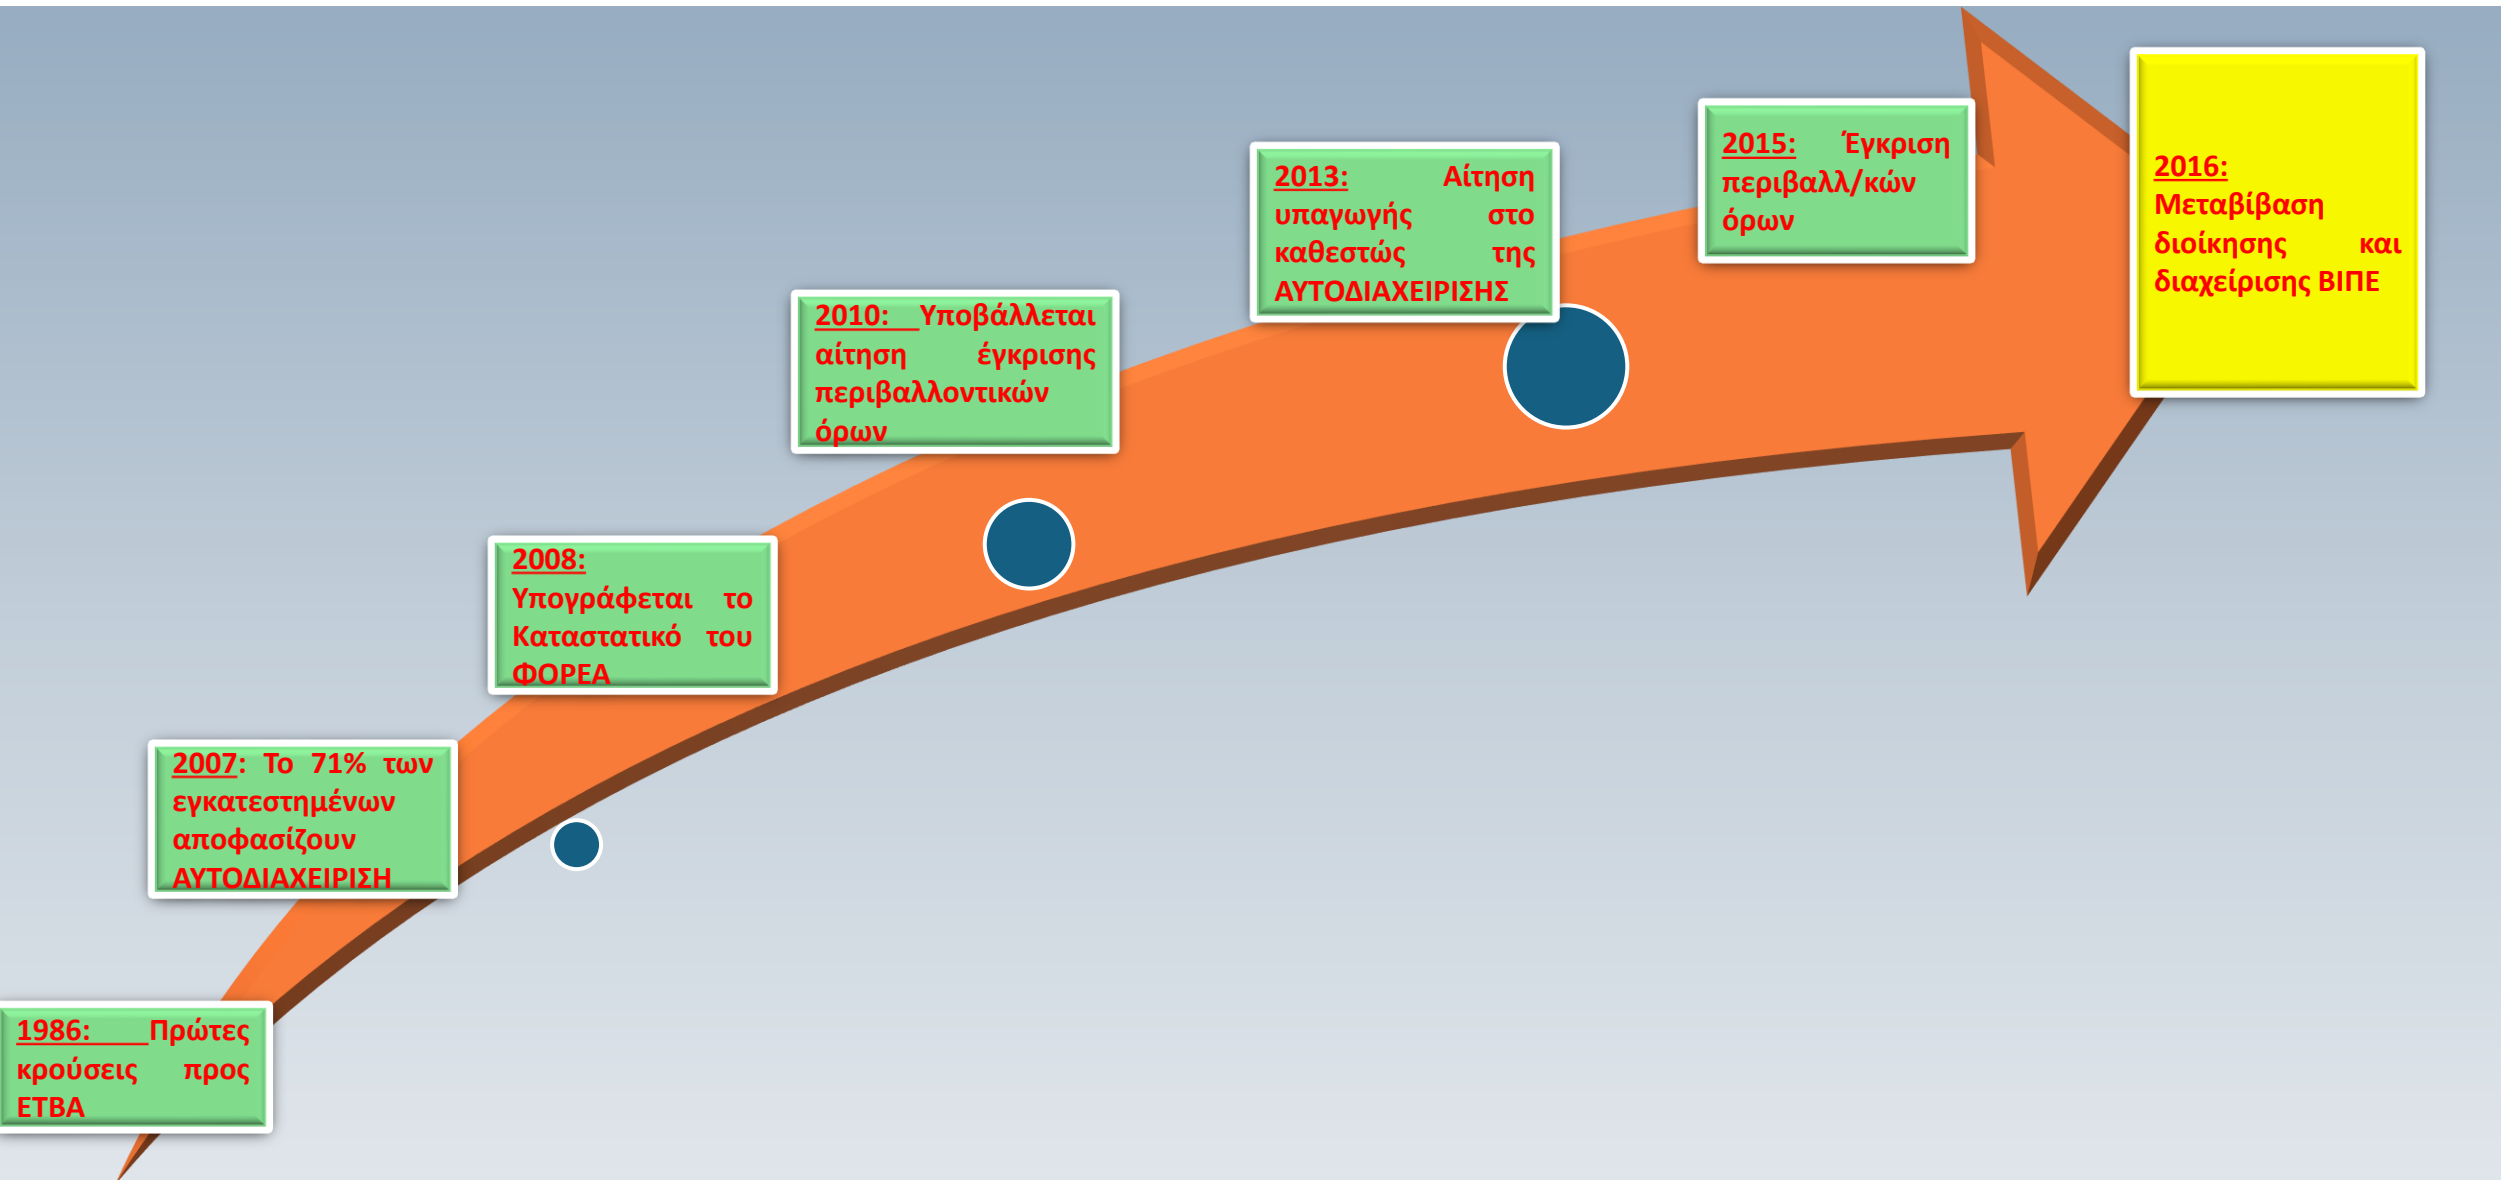 1986: Πρώτες
κρούσεις προς
ΕΤΒΑ
2007: Το 71% των
εγκατεστημένων
αποφασίζουν
ΑΥΤΟΔΙΑΧΕΙΡΙΣΗ
2008:
Υπογράφεται το
Καταστατικό του
ΦΟΡΕΑ
2010: Υποβάλλεται
αίτηση έγκρισης
περιβαλλοντικών
όρων
2013: Αίτηση
υπαγωγής στο
καθεστώς της
ΑΥΤΟΔΙΑΧΕΙΡΙΣΗΣ
2015: Έγκριση
περιβαλλ/κών
όρων
2016:
Μεταβίβαση
διοίκησης και
διαχείρισης ΒΙΠΕ